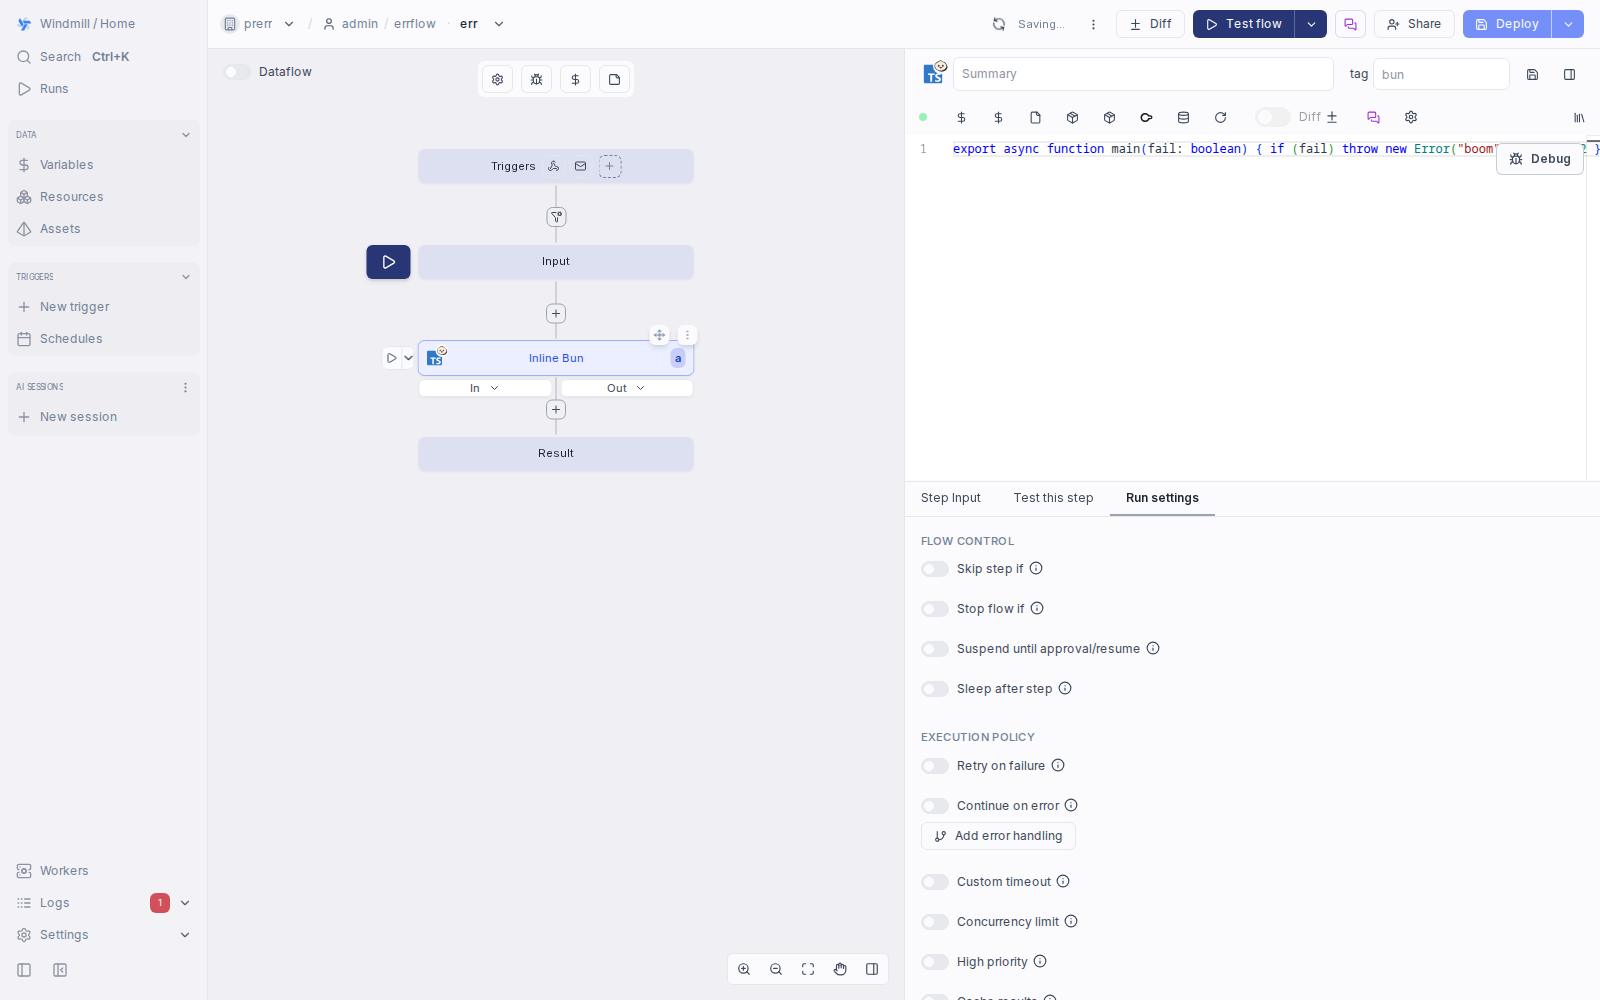 Windmill / Home
Search Ctrl+K
Runs
DATA
Variables
Resources
Assets
TRIGGERS
New trigger
Schedules
AI SESSIONS
New session
Workers
Logs 1
Settings
prerr / admin / errflow · err
Saving...
Diff
Test flow
Share
Deploy
Dataflow
Triggers
Input
TS Inline Bun a
In
Out
Result
TS Summary tag bun
Diff
1 export async function main(fail: boolean) { if (fail) throw new Error("boom" }
Debug
Step Input
Test this step
Run settings
FLOW CONTROL
Skip step if
Stop flow if
Suspend until approval/resume
Sleep after step
EXECUTION POLICY
Retry on failure
Continue on error
Add error handling
Custom timeout
Concurrency limit
High priority